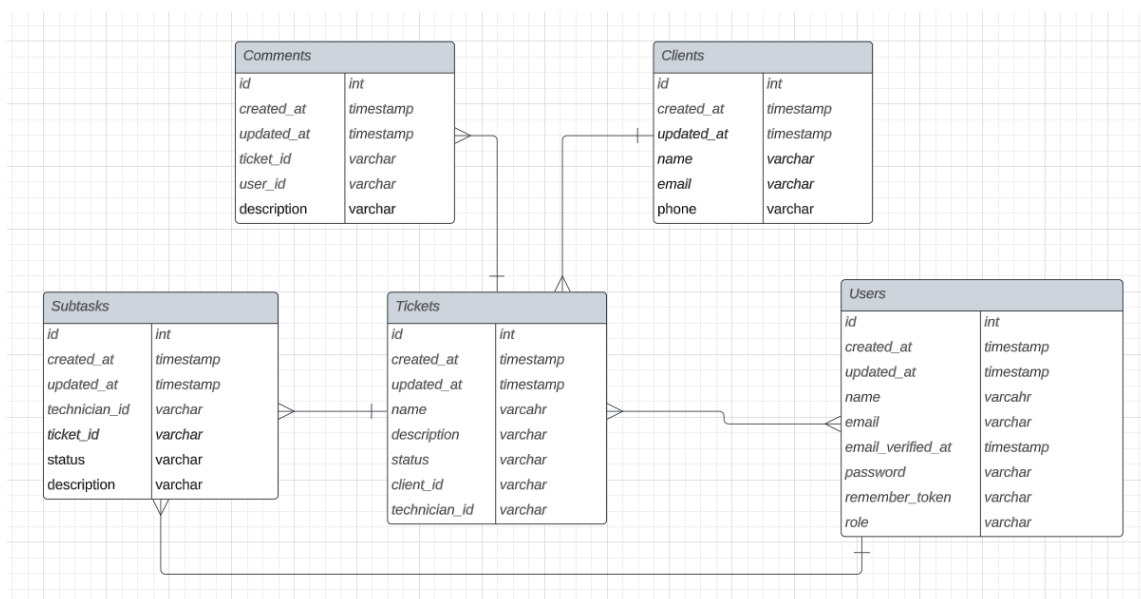 Comments
id int
created_at timestamp
updated_at timestamp
ticket_id varchar
user_id varchar
description varchar
Clients
id int
created_at timestamp
updated_at timestamp
name varchar
email varchar
phone varchar
Subtasks
id int
created_at timestamp
updated_at timestamp
technician_id varchar
ticket_id varchar
status varchar
description varchar
Tickets
id int
created_at timestamp
updated_at timestamp
name varcahr
description varchar
status varchar
client_id varchar
technician_id varchar
Users
id int
created_at timestamp
updated_at timestamp
name varcahr
email varchar
email_verified_at timestamp
password varchar
remember_token varchar
role varchar